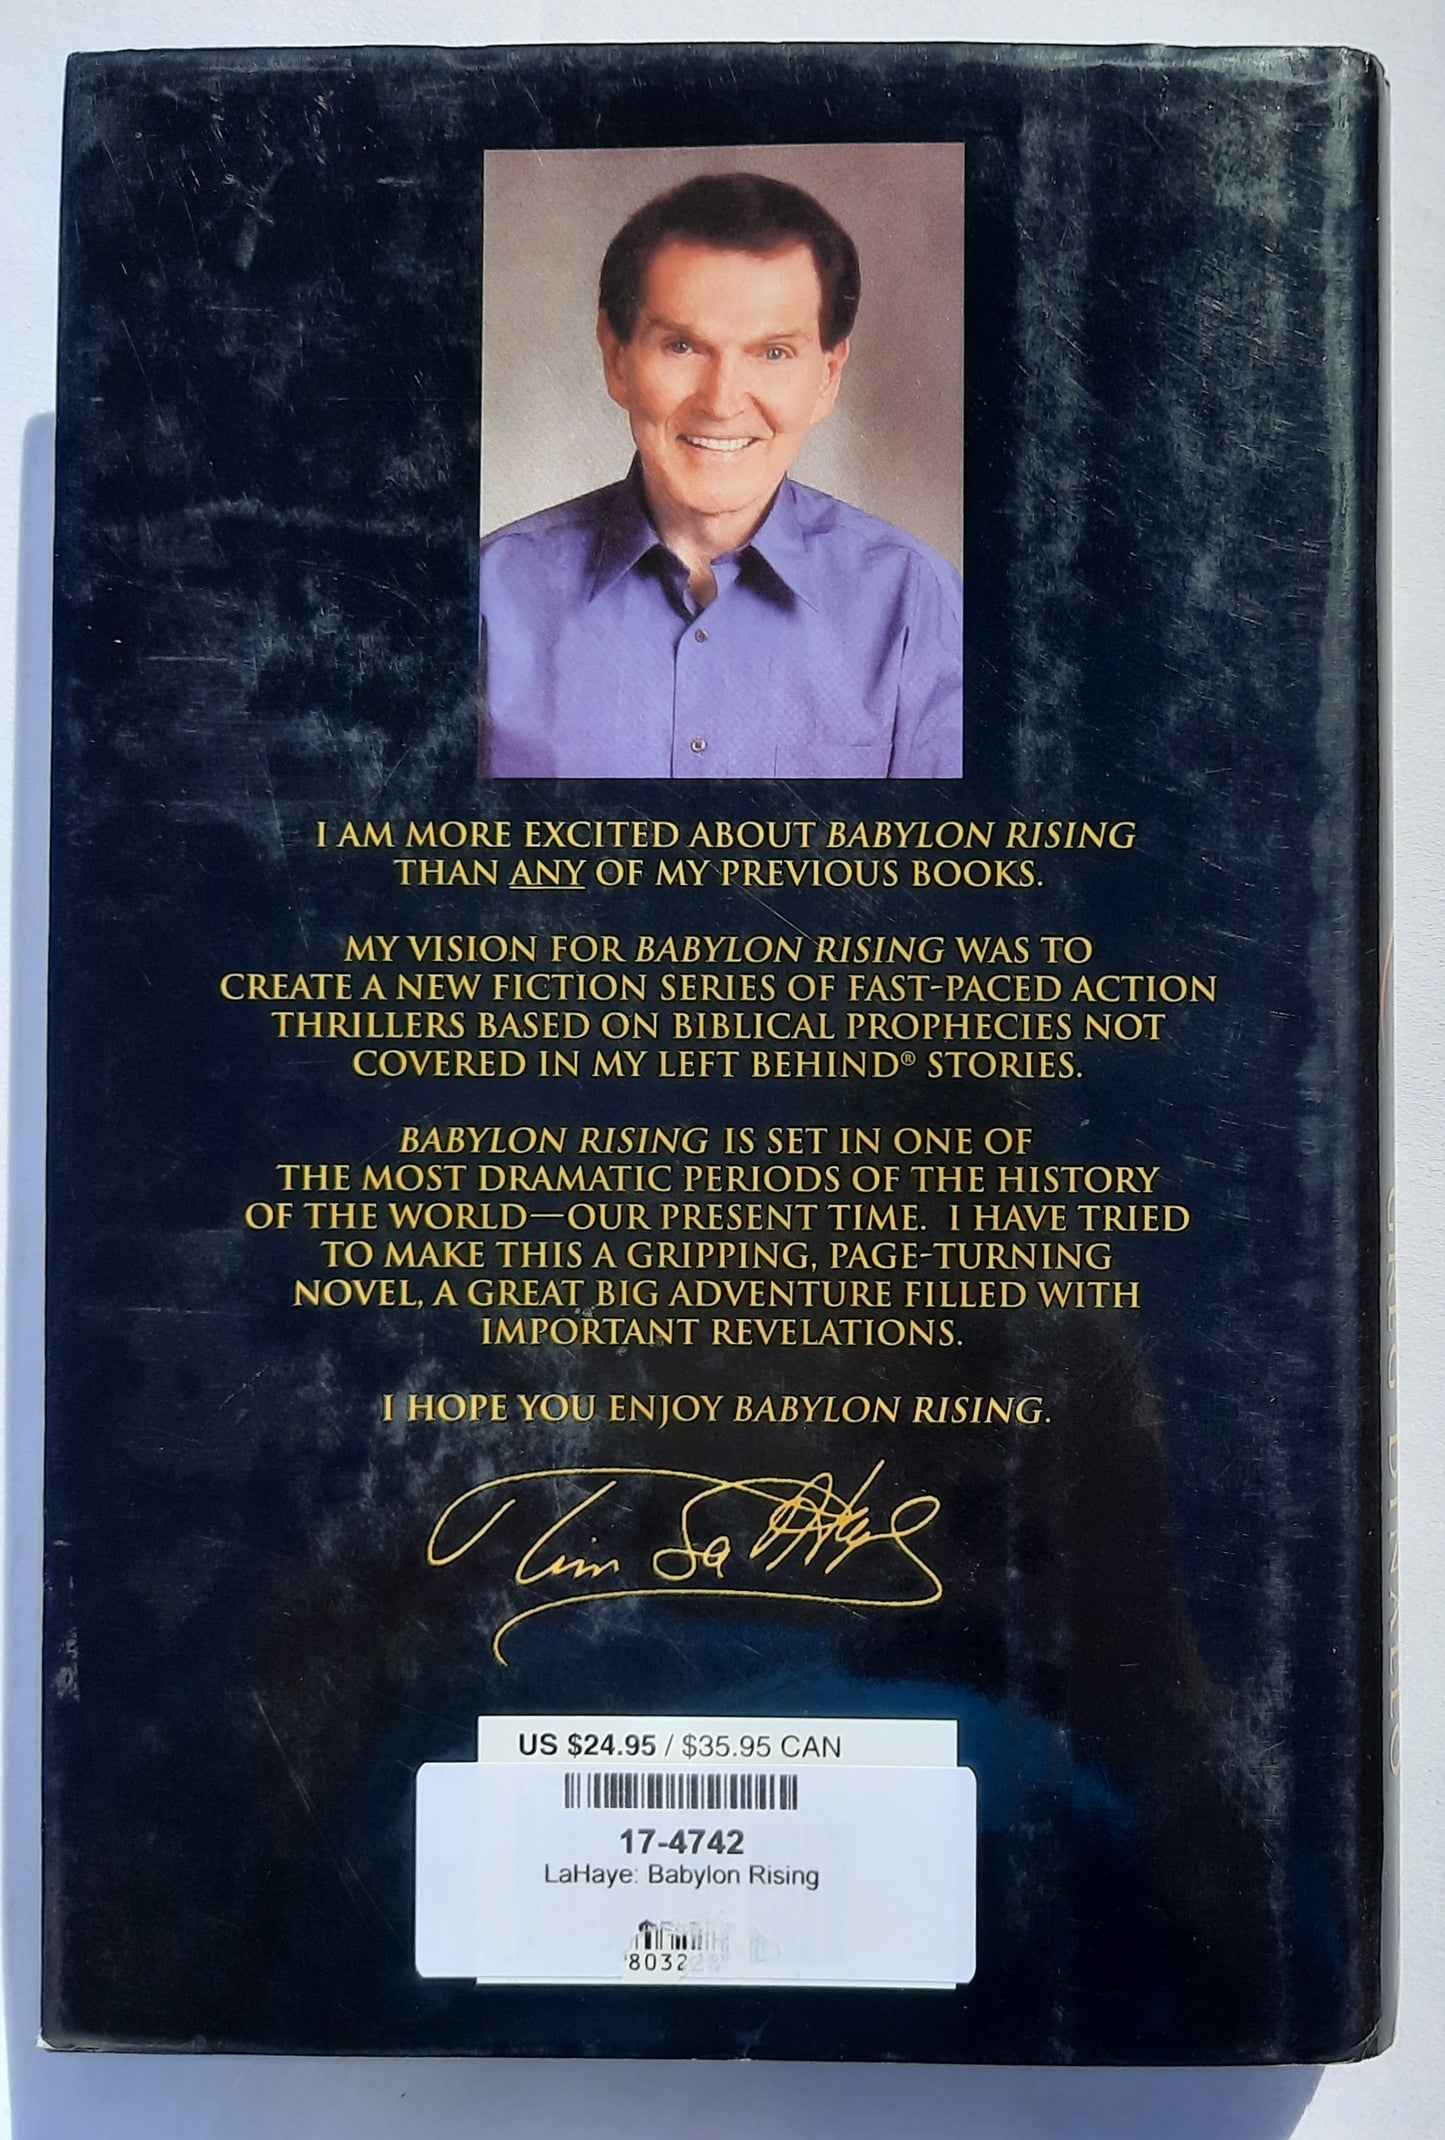 I AM MORE EXCITED ABOUT BABYLON RISING
THAN ANY OF MY PREVIOUS BOOKS.
MY VISION FOR BABYLON RISING WAS TO
CREATE A NEW FICTION SERIES OF FAST-PACED ACTION
THRILLERS BASED ON BIBLICAL PROPHECIES NOT
COVERED IN MY LEFT BEHIND® STORIES.
BABYLON RISING IS SET IN ONE OF
THE MOST DRAMATIC PERIODS OF THE HISTORY
OF THE WORLD—OUR PRESENT TIME. I HAVE TRIED
TO MAKE THIS A GRIPPING, PAGE-TURNING
NOVEL, A GREAT BIG ADVENTURE FILLED WITH
IMPORTANT REVELATIONS.
I HOPE YOU ENJOY BABYLON RISING.
Tim LaHaye
US $24.95 / $35.95 CAN
17-4742
LaHaye: Babylon Rising
GREG DINALLO